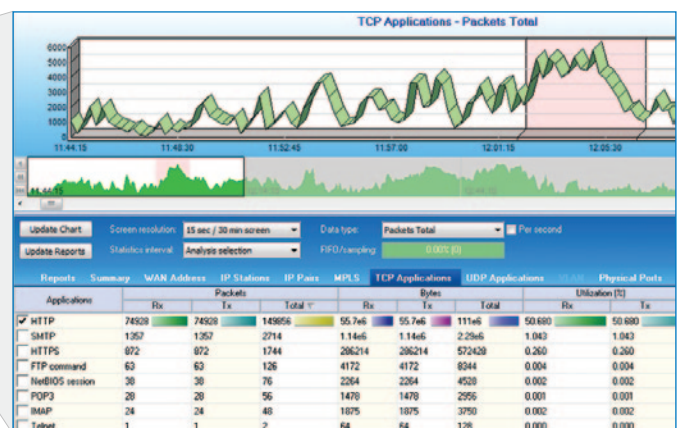 TCP Applications - Packets Total
6000
5000
4000
3000
2000
1000
0
11:44:15 11:48:30 11:52:45 11:57:00 12:01:15 12:05:30
11:44:15
Update Chart Screen resolution: 15 sec / 30 min screen Data type: Packets Total Per second
Update Reports Statistics interval: Analysis selection FIFO/sampling: 0.00% (0)
Reports Summary WAN Address IP Stations IP Pairs MPLS TCP Applications UDP Applications VLAN Physical Ports
Applications Packets Bytes Utilization (%)
Rx Tx Total Rx Tx Total Rx Tx
HTTP 74928 74928 149856 55.7e6 55.7e6 111e6 50.680 50.680
SMTP 1357 1357 2714 1.14e6 1.14e6 2.29e6 1.043 1.043
HTTPS 872 872 1744 286214 286214 572428 0.260 0.260
FTP command 63 63 126 4172 4172 8344 0.004 0.004
NetBIOS session 38 38 76 2264 2264 4528 0.002 0.002
POP3 28 28 56 1478 1478 2956 0.001 0.001
IMAP 24 24 48 1875 1875 3750 0.002 0.002
Telnet 1 1 2 64 64 128 0.000 0.000